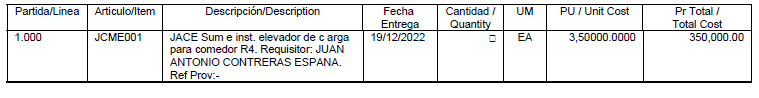 Partida/Linea Articulo/Item Descripción/Description Fecha Entrega Cantidad / Quantity UM PU / Unit Cost Pr Total / Total Cost
1.000 JCME001 JACE Sum e inst. elevador de c arga 19/12/2022 □ EA 3,50000.0000 350,000.00
para comedor R4. Requisitor: JUAN
ANTONIO CONTRERAS ESPANA.
Ref Prov:-